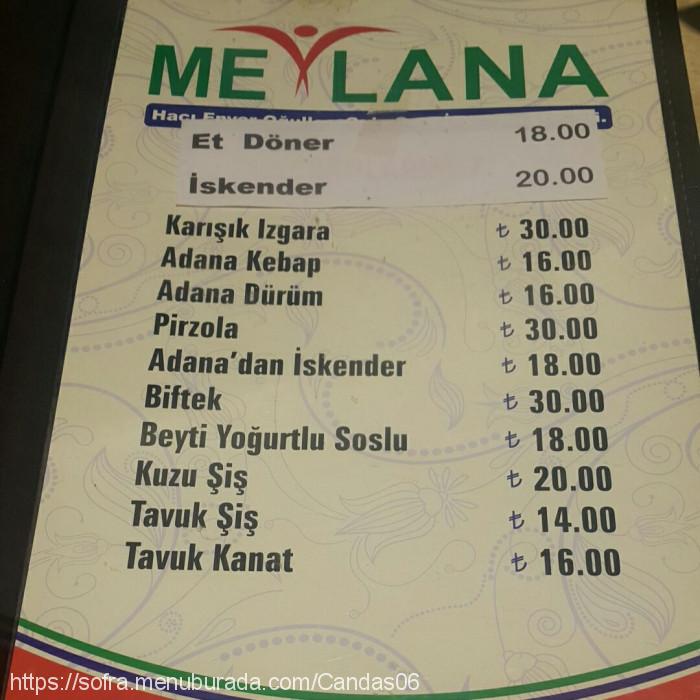 MEVLANA
Hacı Enver
Et Döner 18.00
İskender 20.00
Karışık Izgara ₺ 30.00
Adana Kebap ₺ 16.00
Adana Dürüm ₺ 16.00
Pirzola ₺ 30.00
Adana'dan İskender ₺ 18.00
Biftek ₺ 30.00
Beyti Yoğurtlu Soslu ₺ 18.00
Kuzu Şiş ₺ 20.00
Tavuk Şiş ₺ 14.00
Tavuk Kanat ₺ 16.00
https://sofra.menuburada.com/Candas06